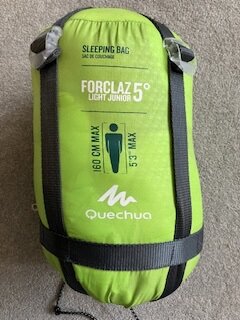 SLEEPING BAG
SAC DE COUCHAGE
FORCLAZ 5°
LIGHT JUNIOR
160 CM MAX
5'3" MAX
Quechua